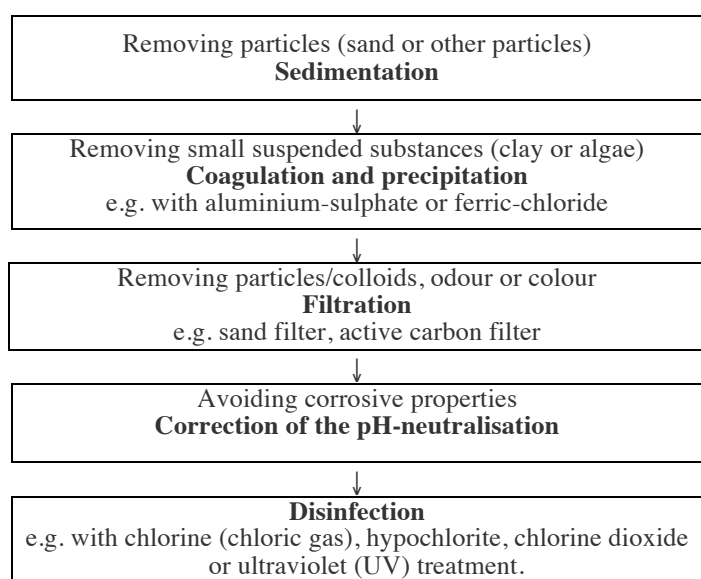 Removing particles (sand or other particles)
Sedimentation
Removing small suspended substances (clay or algae)
Coagulation and precipitation
e.g. with aluminium-sulphate or ferric-chloride
Removing particles/colloids, odour or colour
Filtration
e.g. sand filter, active carbon filter
Avoiding corrosive properties
Correction of the pH-neutralisation
Disinfection
e.g. with chlorine (chloric gas), hypochlorite, chlorine dioxide
or ultraviolet (UV) treatment.